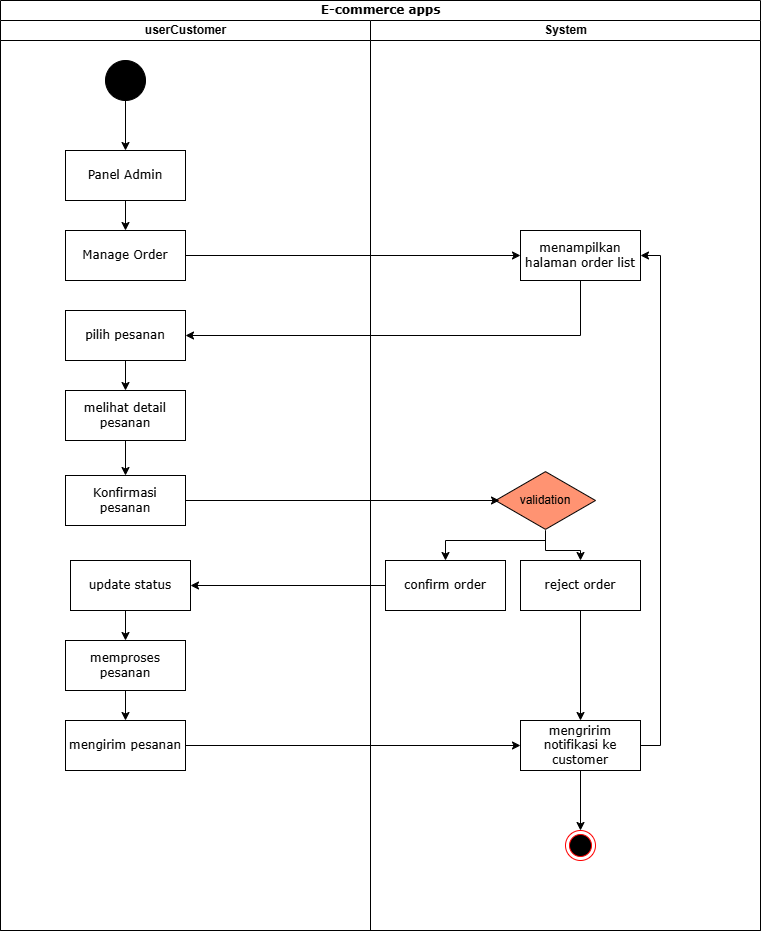 E-commerce apps
userCustomer
System
Panel Admin
Manage Order
menampilkan
halaman order list
pilih pesanan
melihat detail
pesanan
Konfirmasi
pesanan
validation
update status
confirm order
reject order
memproses
pesanan
mengirim pesanan
mengririm
notifikasi ke
customer